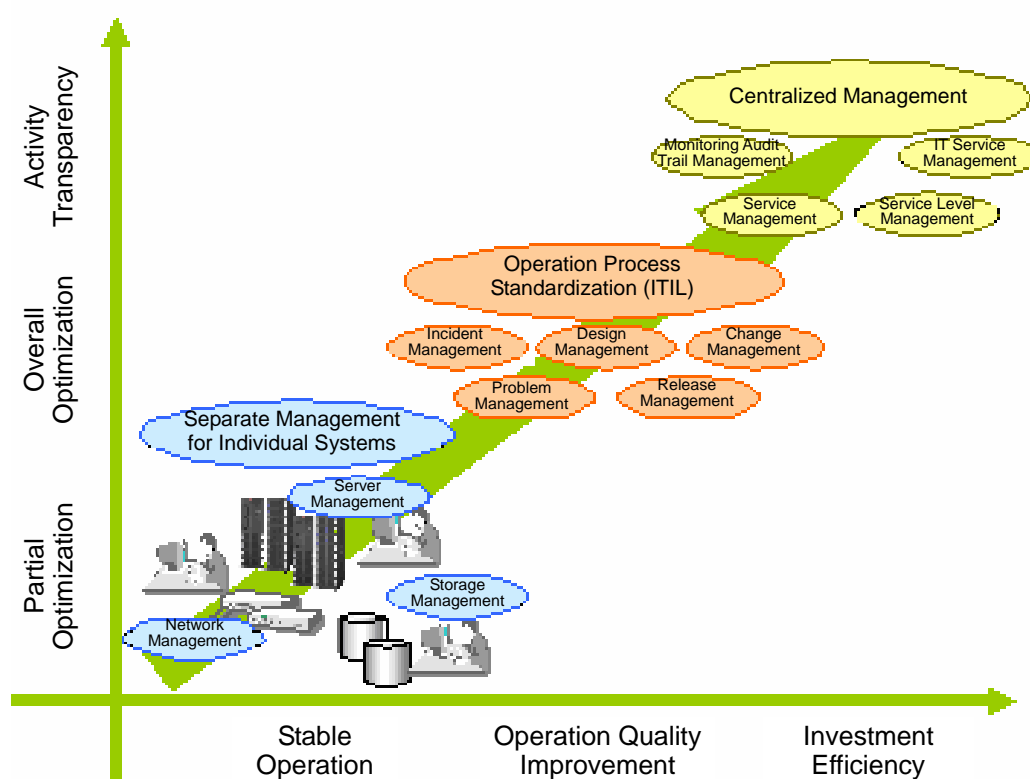 Activity
Transparency
Overall
Optimization
Partial
Optimization
Centralized Management
Monitoring Audit
Trail Management
IT Service
Management
Service
Management
Service Level
Management
Operation Process
Standardization (ITIL)
Incident
Management
Design
Management
Change
Management
Problem
Management
Release
Management
Separate Management
for Individual Systems
Server
Management
Storage
Management
Network
Management
Stable
Operation
Operation Quality
Improvement
Investment
Efficiency